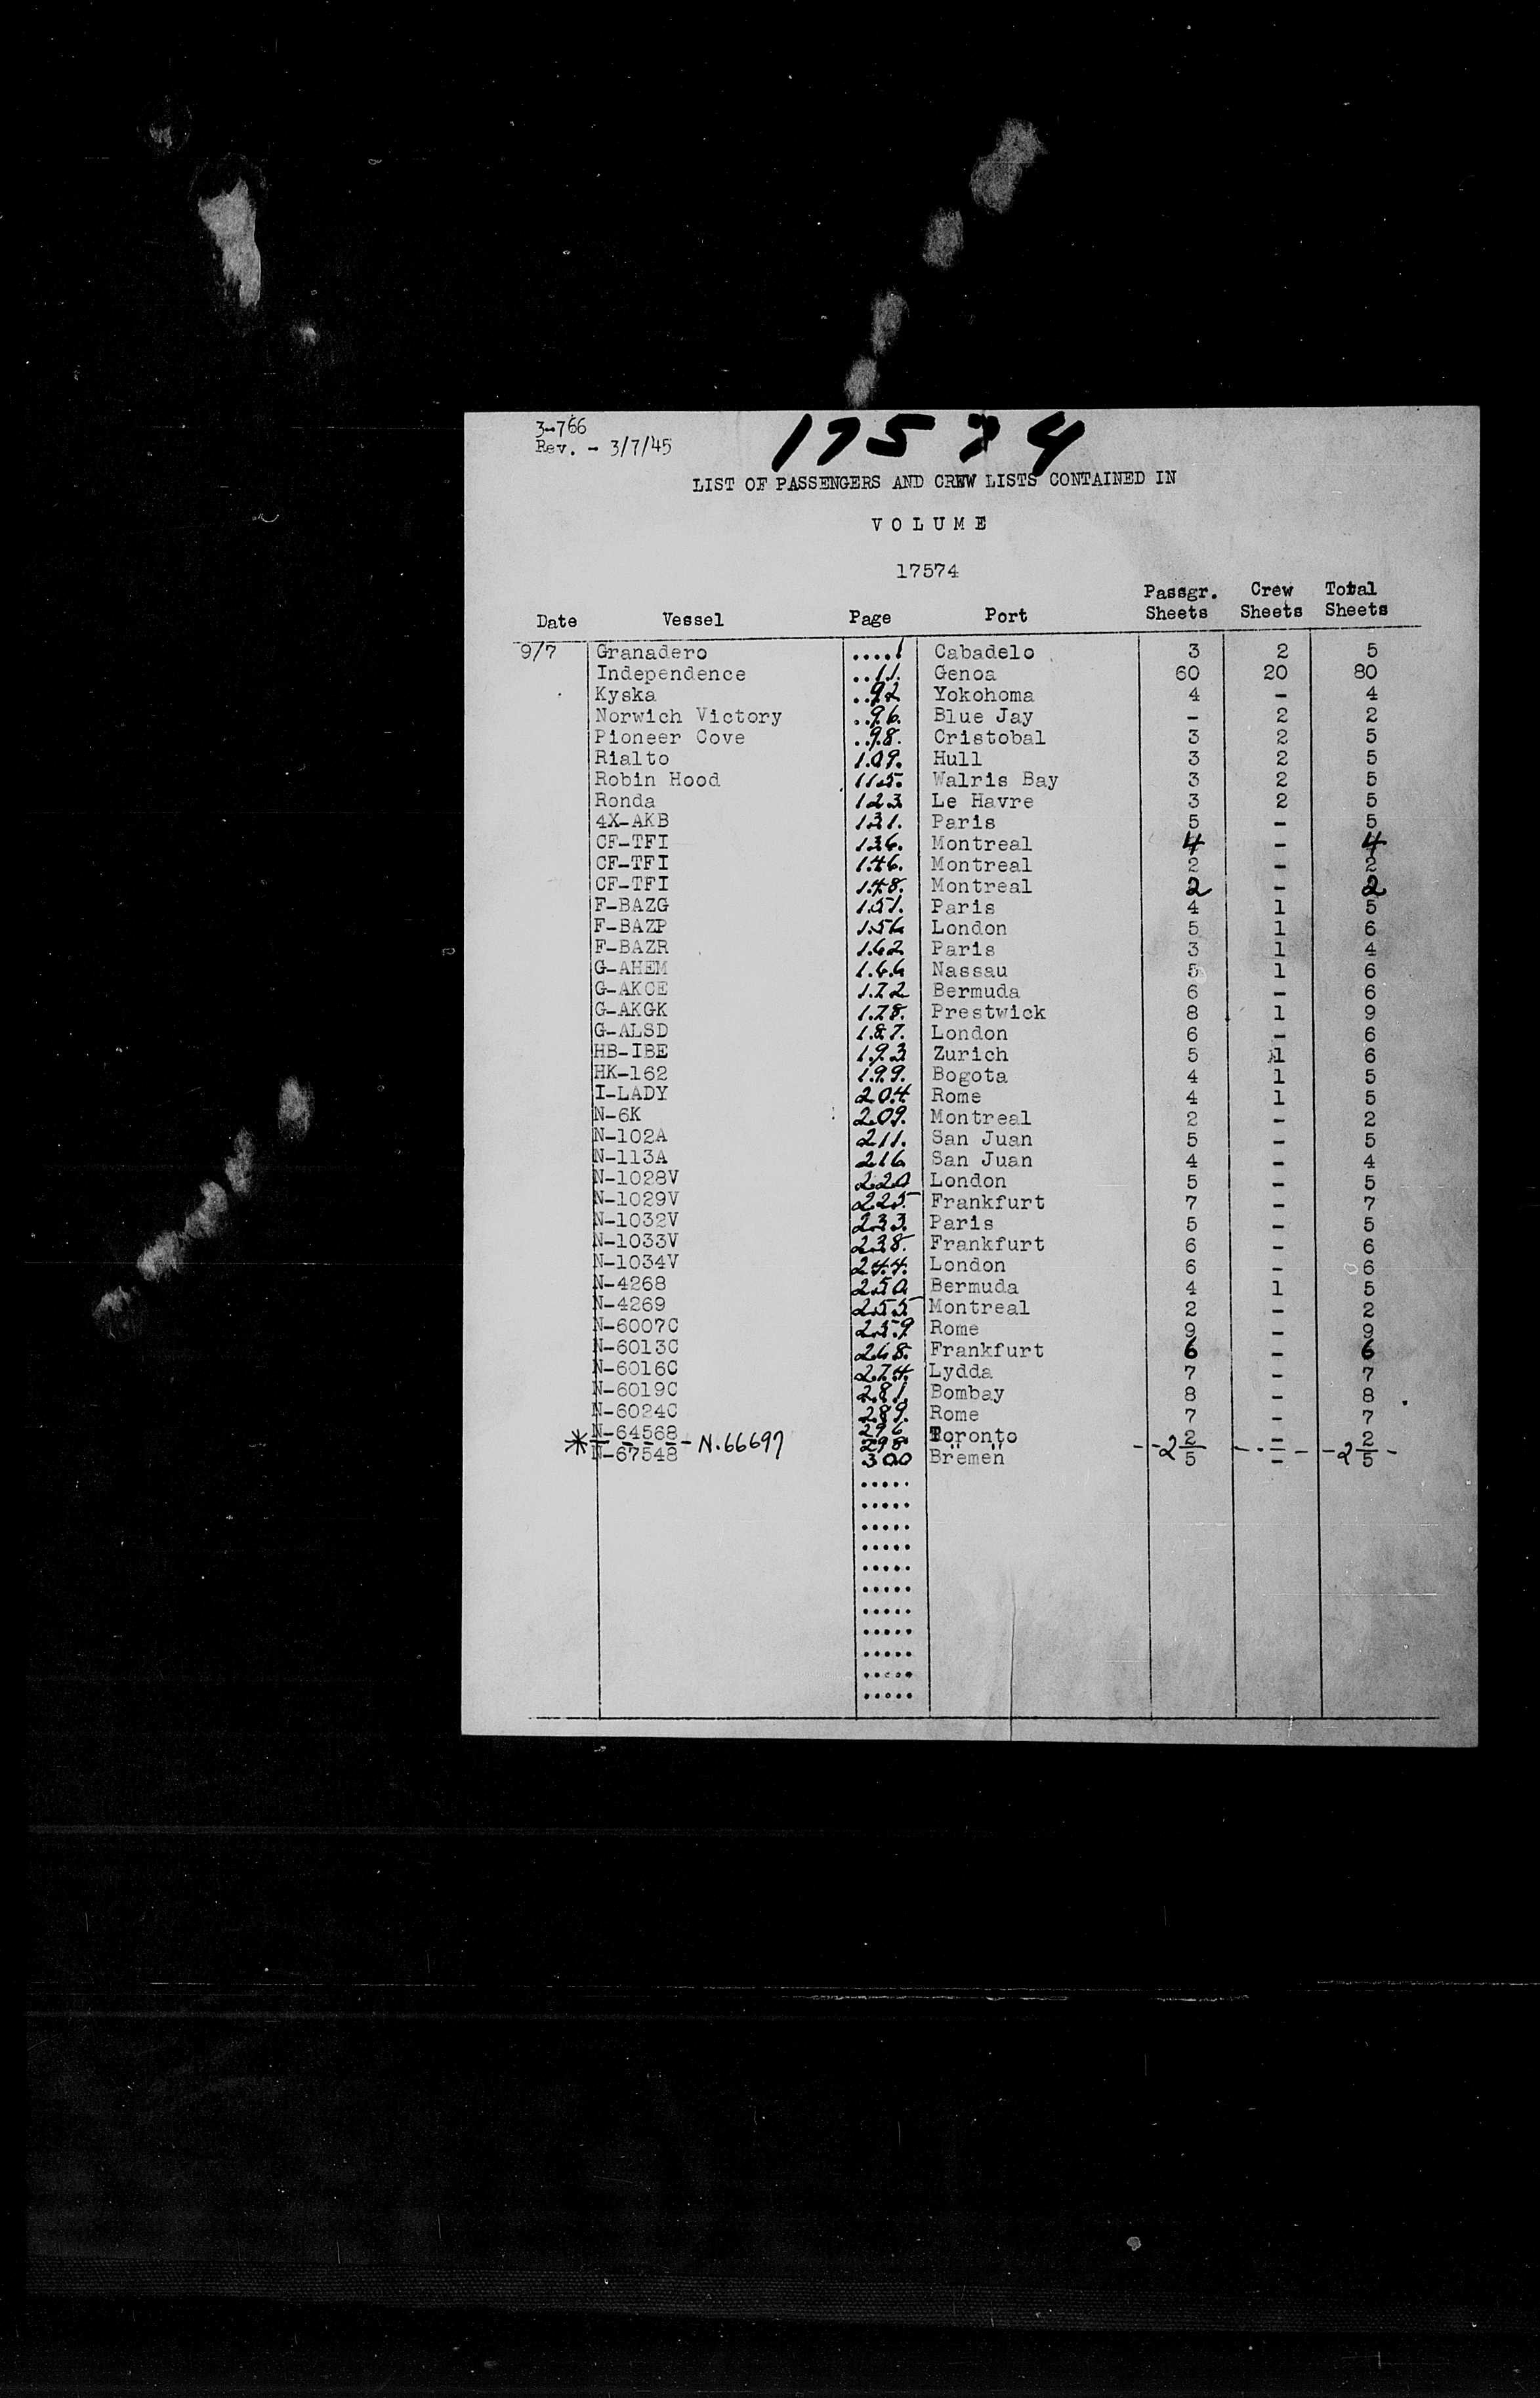 3-766
Rev. - 3/7/45
17574
LIST OF PASSENGERS AND CREW LISTS CONTAINED IN
VOLUME
17574
Date Vessel Page Port Passgr. Sheets Crew Sheets Total Sheets
9/7 Granadero .....1 Cabadelo 3 2 5
Independence ..11. Genoa 60 20 80
Kyska ..92 Yokohoma 4 - 4
Norwich Victory ..96. Blue Jay - 2 2
Pioneer Cove ..98. Cristobal 3 2 5
Rialto 109. Hull 3 2 5
Robin Hood 115. Walris Bay 3 2 5
Ronda 123 Le Havre 3 2 5
4X-AKB 131. Paris 5 - 5
CF-TFI 136. Montreal 4 - 4
CF-TFI 146. Montreal 2 - 2
CF-TFI 148. Montreal 2 - 2
F-BAZG 151. Paris 4 1 5
F-BAZP 156 London 5 1 6
F-BAZR 162 Paris 3 1 4
G-AHEM 166 Nassau 5 1 6
G-AKCE 172 Bermuda 6 - 6
G-AKGK 178. Prestwick 8 1 9
G-ALSD 187. London 6 - 6
HB-IBE 193 Zurich 5 1 6
HK-162 199. Bogota 4 1 5
I-LADY 204 Rome 4 1 5
N-6K 209. Montreal 2 - 2
N-102A 211. San Juan 5 - 5
N-113A 216 San Juan 4 - 4
N-1028V 220 London 5 - 5
N-1029V 225 Frankfurt 7 - 7
N-1032V 233. Paris 5 - 5
N-1033V 238. Frankfurt 6 - 6
N-1034V 244. London 6 - 6
N-4268 250 Bermuda 4 1 5
N-4269 255 Montreal 2 - 2
N-6007C 259 Rome 9 - 9
N-6013C 268. Frankfurt 6 - 6
N-6016C 274. Lydda 7 - 7
N-6019C 281. Bombay 8 - 8
N-6024C 289. Rome 7 - 7
N-64568 296 Toronto 2 - 2
* - - - - N.66697 298 " " - - 2 - - - - 2 -
N-67548 300 Bremen 5 - 5